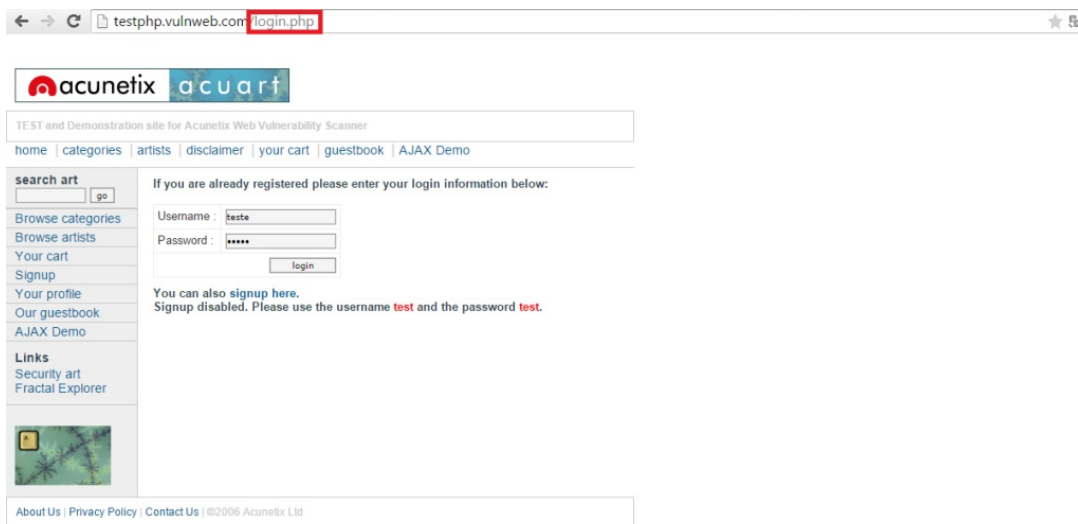 testphp.vulnweb.com/login.php
acunetix acuart
TEST and Demonstration site for Acunetix Web Vulnerability Scanner
home | categories | artists | disclaimer | your cart | guestbook | AJAX Demo
search art
go
Browse categories
Browse artists
Your cart
Signup
Your profile
Our guestbook
AJAX Demo
Links
Security art
Fractal Explorer
If you are already registered please enter your login information below:
Username : teste
Password : •••••
login
You can also signup here.
Signup disabled. Please use the username test and the password test.
About Us | Privacy Policy | Contact Us | ©2006 Acunetix Ltd